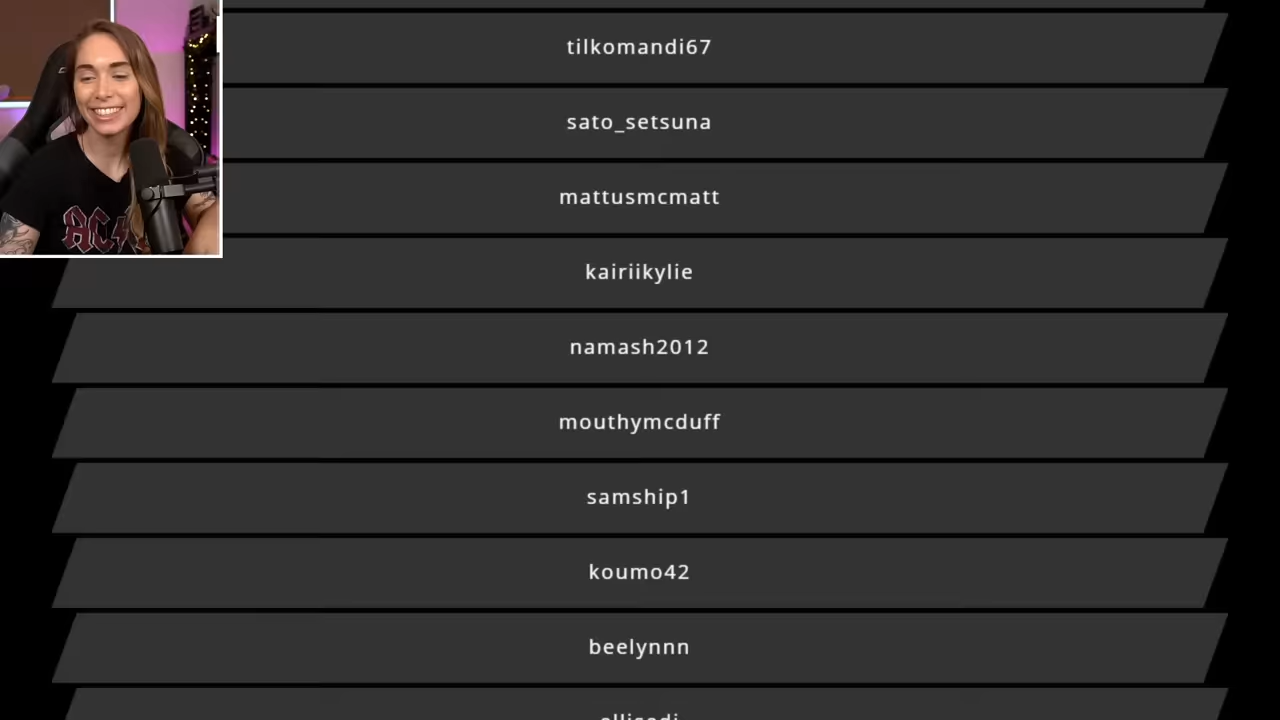 tilkomandi67
sato_setsuna
mattusmcmatt
kairiikylie
namash2012
mouthymcduff
samship1
koumo42
beelynnn